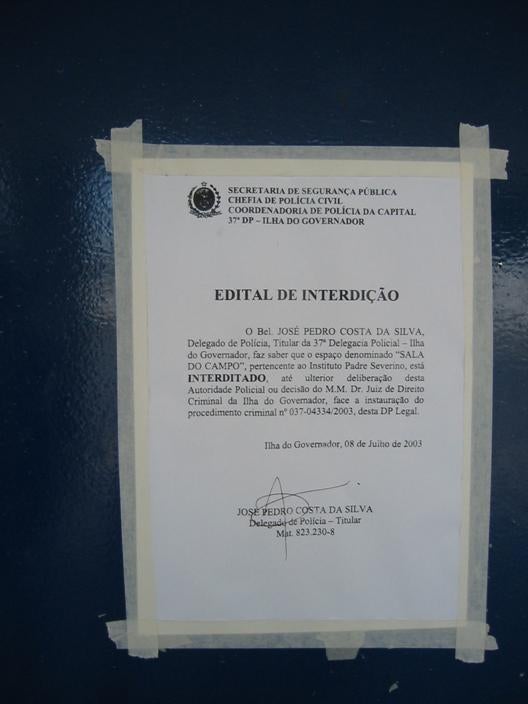 SECRETARIA DE SEGURANÇA PÚBLICA
CHEFIA DE POLÍCIA CIVIL
COORDENADORIA DE POLÍCIA DA CAPITAL
37ª DP – ILHA DO GOVERNADOR
EDITAL DE INTERDIÇÃO
O Bel. JOSÉ PEDRO COSTA DA SILVA,
Delegado de Polícia, Titular da 37ª Delegacia Policial – Ilha
do Governador, faz saber que o espaço denominado “SALA
DO CAMPO”, pertencente ao Instituto Padre Severino, está
INTERDITADO, até ulterior deliberação desta
Autoridade Policial ou decisão do M.M. Dr. Juiz de Direito
Criminal da Ilha do Governador, face a instauração do
procedimento criminal nº 037-04334/2003, desta DP Legal.
Ilha do Governador, 08 de Julho de 2003
JOSÉ PEDRO COSTA DA SILVA
Delegado de Polícia – Titular
Mat. 823.230-8